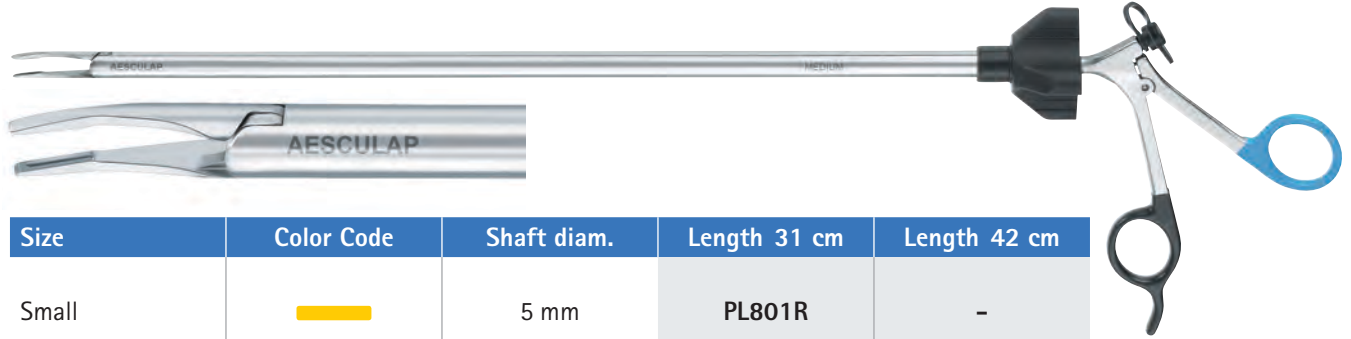 AESCULAP MEDIUM
AESCULAP
Size Color Code Shaft diam. Length 31 cm Length 42 cm
Small 5 mm PL801R -